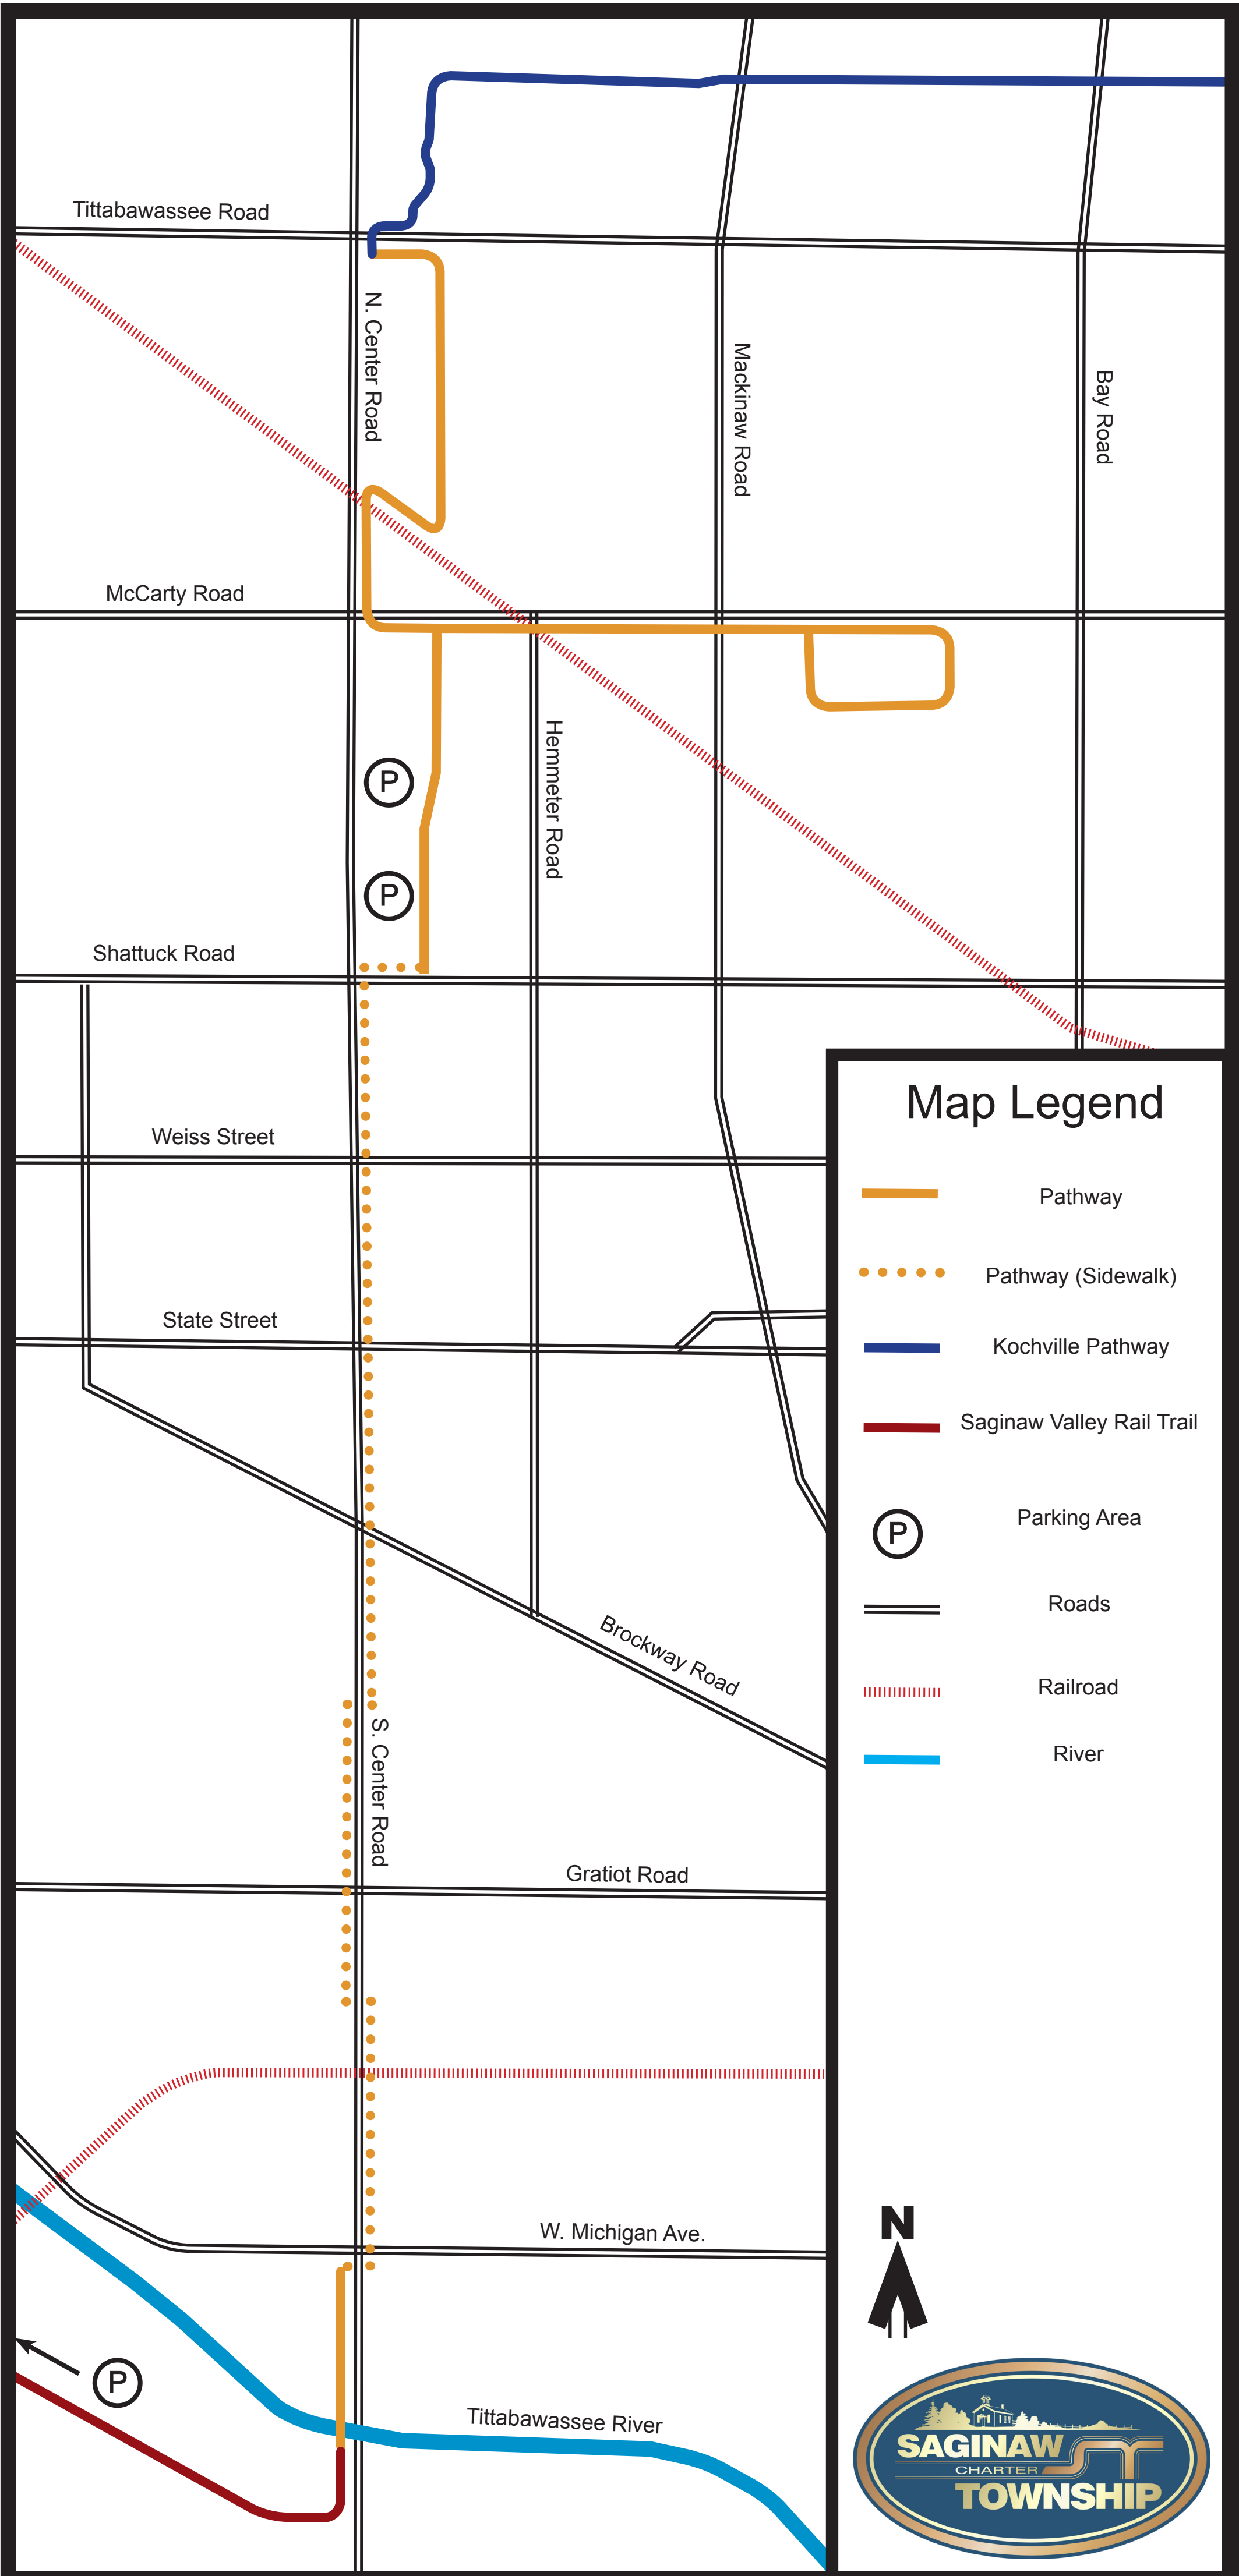 Tittabawassee Road
N. Center Road
Mackinaw Road
Bay Road
McCarty Road
Hemmeter Road
P
P
Shattuck Road
Weiss Street
State Street
Brockway Road
S. Center Road
Gratiot Road
W. Michigan Ave.
P
Tittabawassee River
Map Legend
Pathway
Pathway (Sidewalk)
Kochville Pathway
Saginaw Valley Rail Trail
P
Parking Area
Roads
Railroad
River
N
SAGINAW
CHARTER
TOWNSHIP
ST